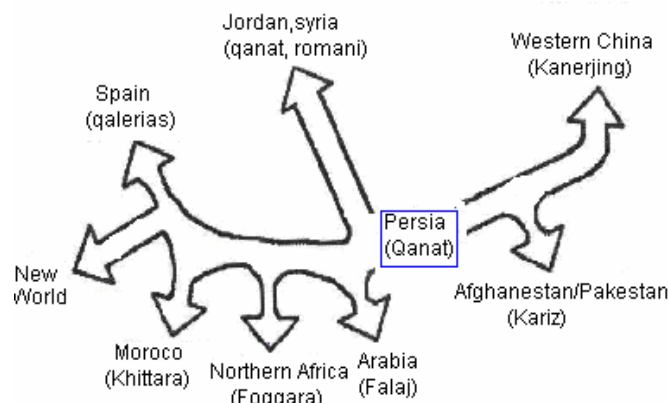 Jordan,syria
(qanat, romani)
Western China
(Kanerjing)
Spain
(qalerias)
Persia
(Qanat)
New
World
Afghanestan/Pakestan
(Kariz)
Moroco
(Khittara)
Northern Africa
(Foggara)
Arabia
(Falaj)